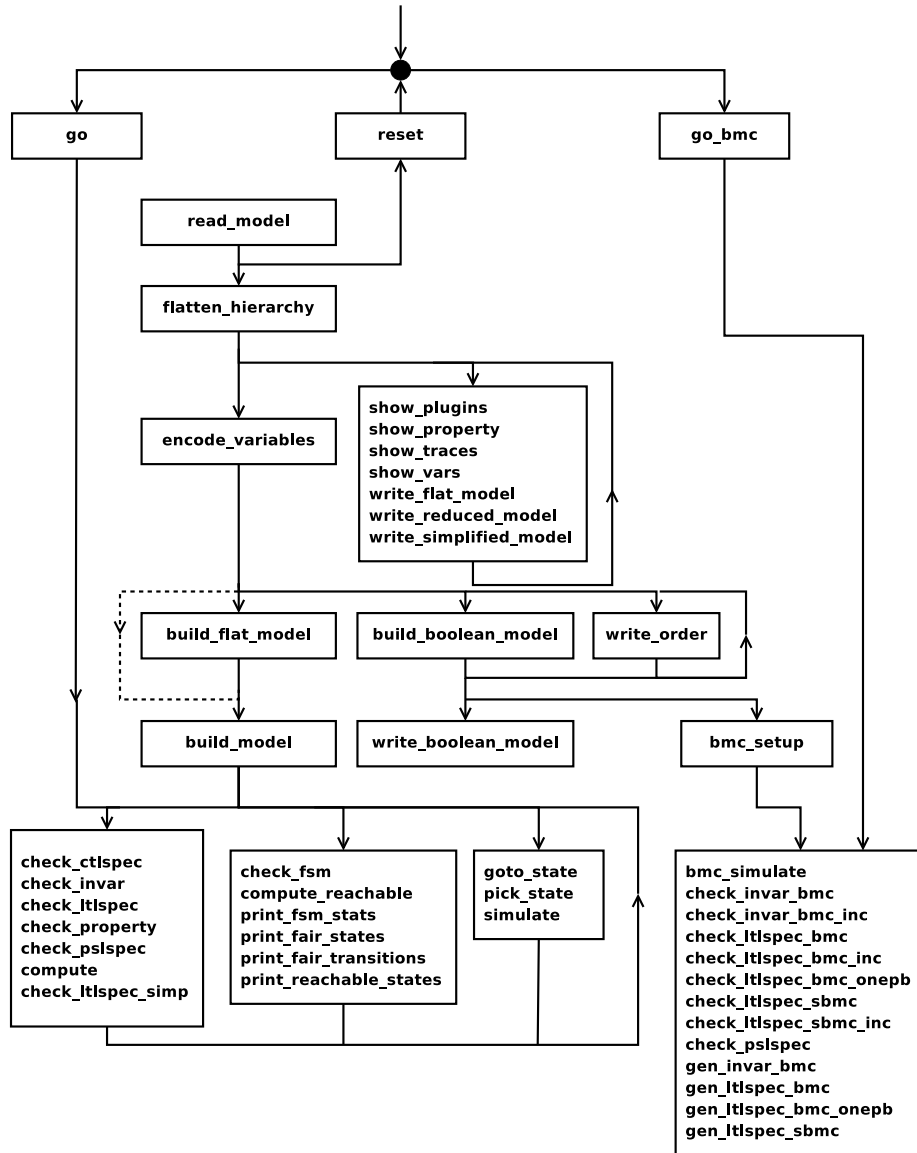 go
reset
go_bmc
read_model
flatten_hierarchy
encode_variables
show_plugins
show_property
show_traces
show_vars
write_flat_model
write_reduced_model
write_simplified_model
build_flat_model
build_boolean_model
write_order
build_model
write_boolean_model
bmc_setup
check_ctlspec
check_invar
check_ltlspec
check_property
check_pslspec
compute
check_ltlspec_simp
check_fsm
compute_reachable
print_fsm_stats
print_fair_states
print_fair_transitions
print_reachable_states
goto_state
pick_state
simulate
bmc_simulate
check_invar_bmc
check_invar_bmc_inc
check_ltlspec_bmc
check_ltlspec_bmc_inc
check_ltlspec_bmc_onepb
check_ltlspec_sbmc
check_ltlspec_sbmc_inc
check_pslspec
gen_invar_bmc
gen_ltlspec_bmc
gen_ltlspec_bmc_onepb
gen_ltlspec_sbmc